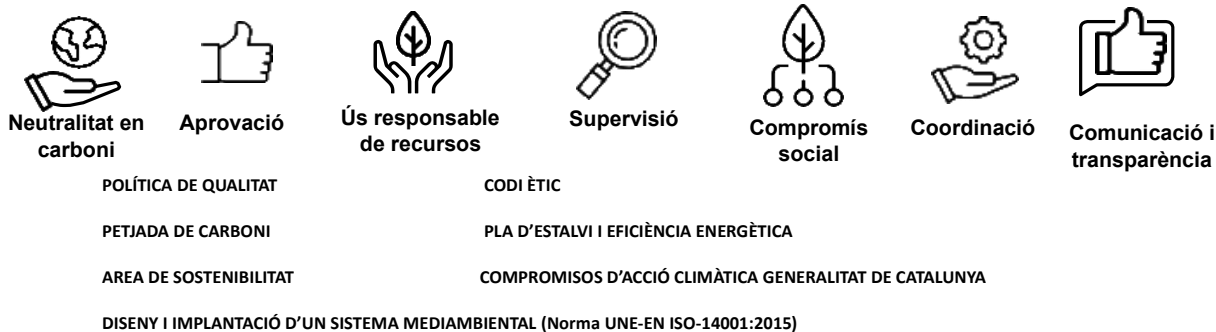 Neutralitat en
carboni
Aprovació
Ús responsable
de recursos
Supervisió
Compromís
social
Coordinació
Comunicació i
transparència
POLÍTICA DE QUALITAT
CODI ÈTIC
PETJADA DE CARBONI
PLA D'ESTALVI I EFICIÈNCIA ENERGÈTICA
AREA DE SOSTENIBILITAT
COMPROMISOS D'ACCIÓ CLIMÀTICA GENERALITAT DE CATALUNYA
DISENY I IMPLANTACIÓ D'UN SISTEMA MEDIAMBIENTAL (Norma UNE-EN ISO-14001:2015)